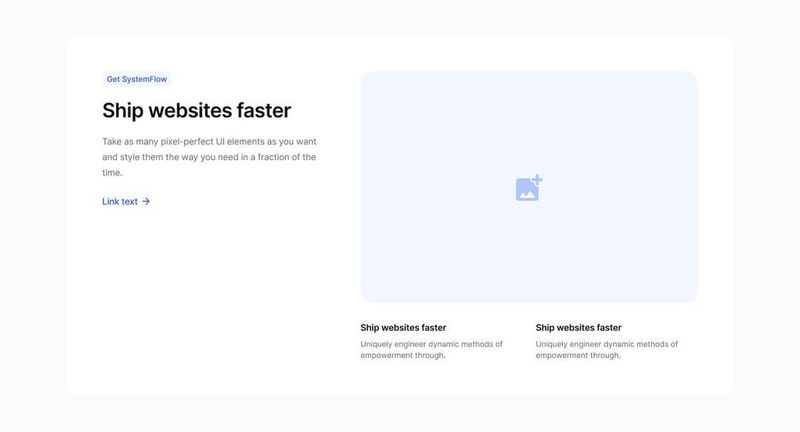 Get SystemFlow
Ship websites faster
Take as many pixel-perfect UI elements as you want
and style them the way you need in a fraction of the
time.
Link text
Ship websites faster
Uniquely engineer dynamic methods of
empowerment through.
Ship websites faster
Uniquely engineer dynamic methods of
empowerment through.